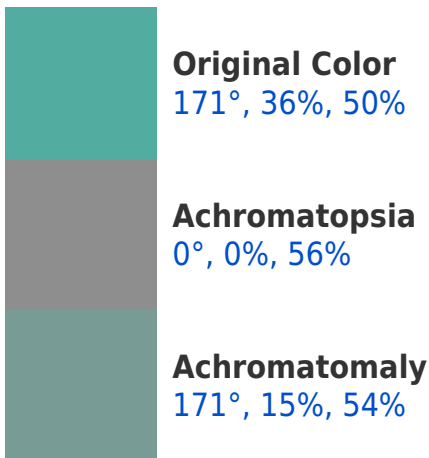 Original Color
171°, 36%, 50%
Achromatopsia
0°, 0%, 56%
Achromatomaly
171°, 15%, 54%